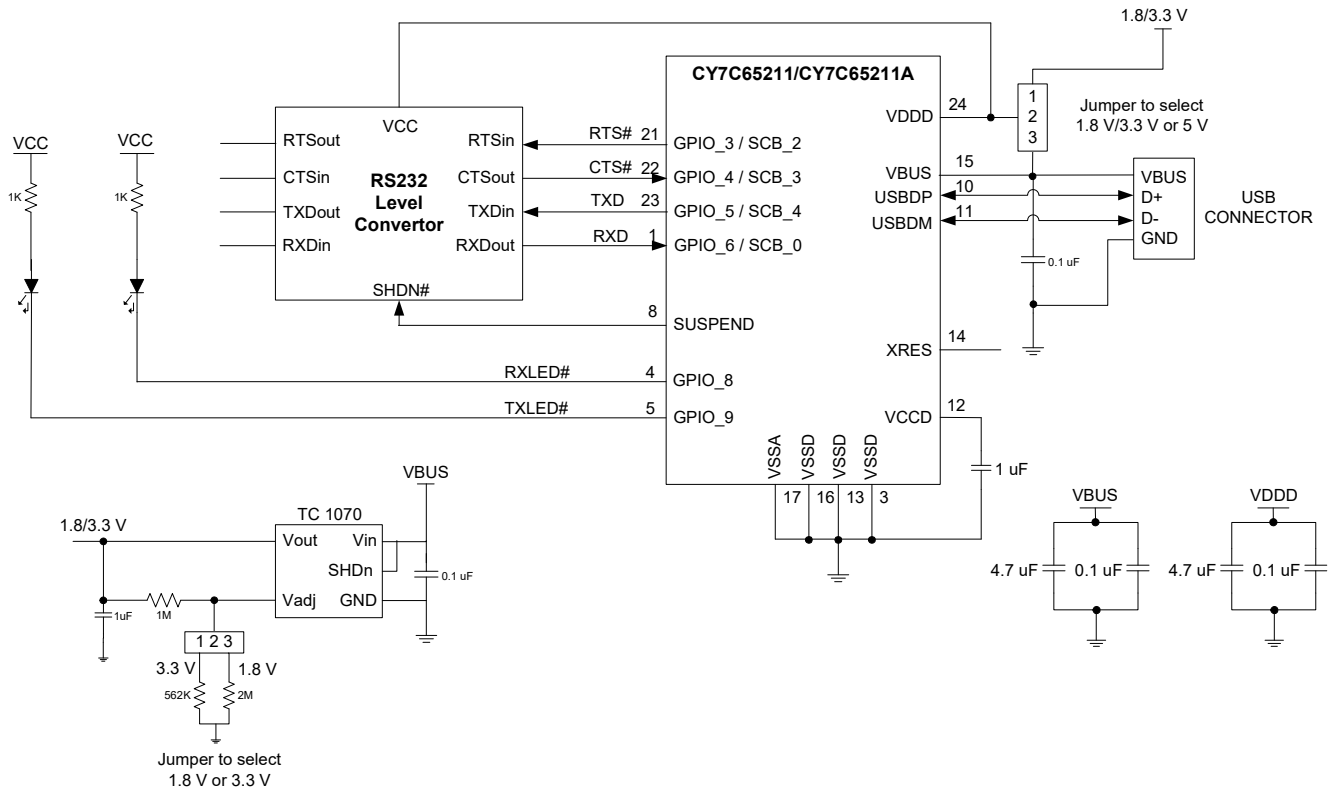 1.8/3.3 V
CY7C65211/CY7C65211A
VDDD 24
1
2
3
Jumper to select
1.8 V/3.3 V or 5 V
VCC
VCC
1K
1K
VCC
RS232
Level
Convertor
RTSout
CTSin
TXDout
RXDin
RTSin
CTSout
TXDin
RXDout
SHDN#
RTS# 21 GPIO_3 / SCB_2
CTS# 22 GPIO_4 / SCB_3
TXD 23 GPIO_5 / SCB_4
RXD 1 GPIO_6 / SCB_0
8 SUSPEND
RXLED# 4 GPIO_8
TXLED# 5 GPIO_9
VBUS 15
USBDP 10
USBDM 11
VBUS
D+
D-
GND
USB
CONNECTOR
0.1 uF
XRES 14
VCCD 12
1 uF
VSSA
VSSD
VSSD
VSSD
17 16 13 3
VBUS
TC 1070
1.8/3.3 V
Vout Vin
SHDn
Vadj GND
0.1 uF
1uF
1M
1 2 3
3.3 V 1.8 V
562K 2M
Jumper to select
1.8 V or 3.3 V
VBUS
4.7 uF 0.1 uF
VDDD
4.7 uF 0.1 uF